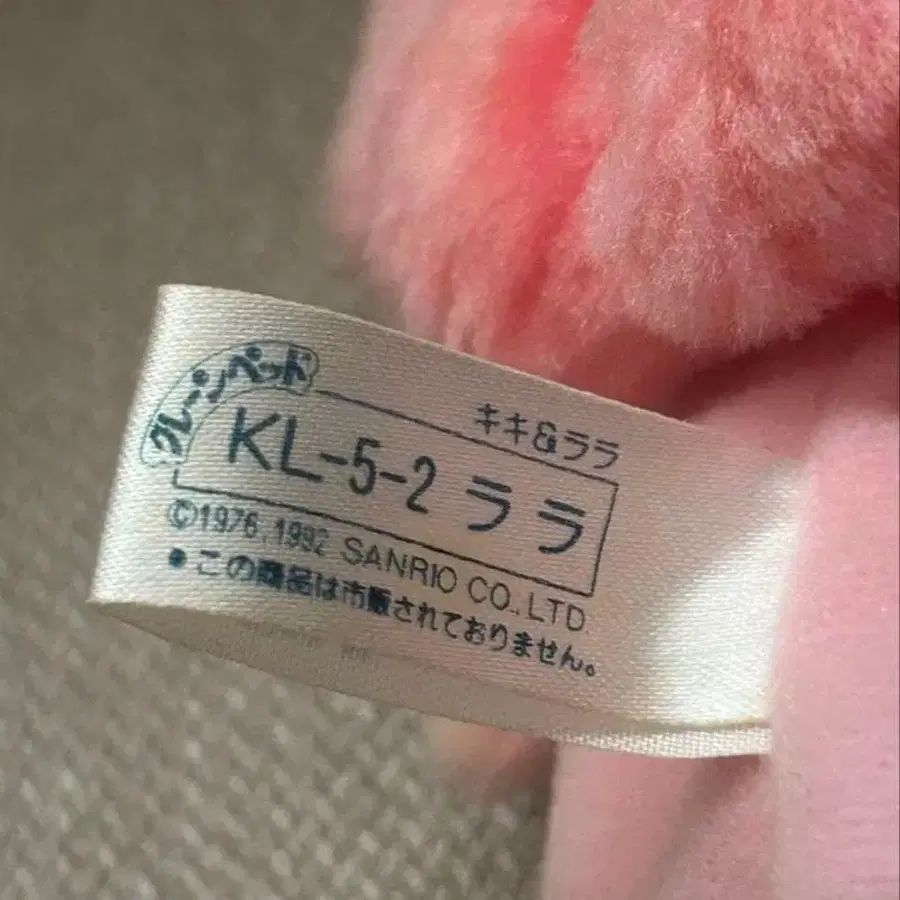 クレーンペット
キキ&ララ
KL-5-2 ララ
©1976,1992 SANRIO CO.,LTD
●この商品は市販されておりません。